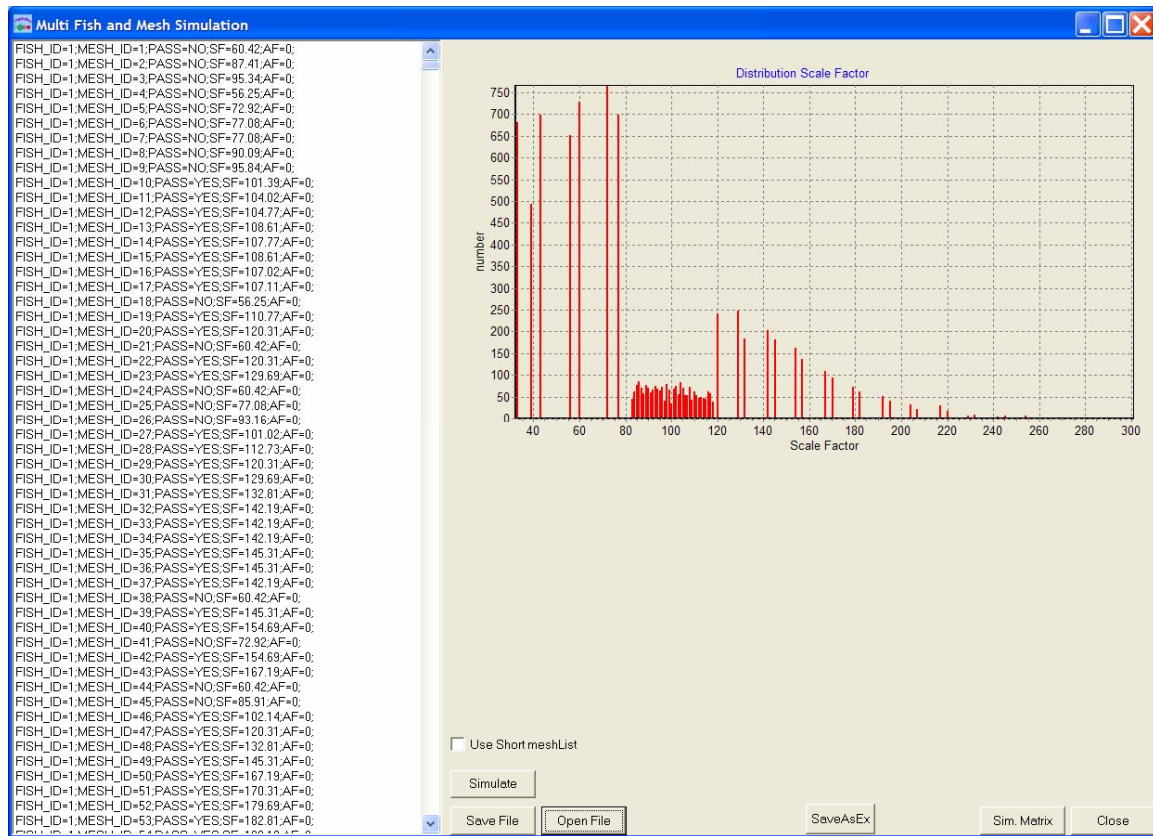 Multi Fish and Mesh Simulation
FISH_ID=1;MESH_ID=1;PASS=NO;SF=60.42;AF=0;
FISH_ID=1;MESH_ID=2;PASS=NO;SF=87.41;AF=0;
FISH_ID=1;MESH_ID=3;PASS=NO;SF=95.34;AF=0;
FISH_ID=1;MESH_ID=4;PASS=NO;SF=56.25;AF=0;
FISH_ID=1;MESH_ID=5;PASS=NO;SF=72.92;AF=0;
FISH_ID=1;MESH_ID=6;PASS=NO;SF=77.08;AF=0;
FISH_ID=1;MESH_ID=7;PASS=NO;SF=77.08;AF=0;
FISH_ID=1;MESH_ID=8;PASS=NO;SF=90.09;AF=0;
FISH_ID=1;MESH_ID=9;PASS=NO;SF=95.84;AF=0;
FISH_ID=1;MESH_ID=10;PASS=YES;SF=101.39;AF=0;
FISH_ID=1;MESH_ID=11;PASS=YES;SF=104.02;AF=0;
FISH_ID=1;MESH_ID=12;PASS=YES;SF=104.77;AF=0;
FISH_ID=1;MESH_ID=13;PASS=YES;SF=108.61;AF=0;
FISH_ID=1;MESH_ID=14;PASS=YES;SF=107.77;AF=0;
FISH_ID=1;MESH_ID=15;PASS=YES;SF=108.61;AF=0;
FISH_ID=1;MESH_ID=16;PASS=YES;SF=107.02;AF=0;
FISH_ID=1;MESH_ID=17;PASS=YES;SF=107.11;AF=0;
FISH_ID=1;MESH_ID=18;PASS=NO;SF=56.25;AF=0;
FISH_ID=1;MESH_ID=19;PASS=YES;SF=110.77;AF=0;
FISH_ID=1;MESH_ID=20;PASS=YES;SF=120.31;AF=0;
FISH_ID=1;MESH_ID=21;PASS=NO;SF=60.42;AF=0;
FISH_ID=1;MESH_ID=22;PASS=YES;SF=120.31;AF=0;
FISH_ID=1;MESH_ID=23;PASS=YES;SF=129.69;AF=0;
FISH_ID=1;MESH_ID=24;PASS=NO;SF=60.42;AF=0;
FISH_ID=1;MESH_ID=25;PASS=NO;SF=77.08;AF=0;
FISH_ID=1;MESH_ID=26;PASS=NO;SF=93.16;AF=0;
FISH_ID=1;MESH_ID=27;PASS=YES;SF=101.02;AF=0;
FISH_ID=1;MESH_ID=28;PASS=YES;SF=112.73;AF=0;
FISH_ID=1;MESH_ID=29;PASS=YES;SF=120.31;AF=0;
FISH_ID=1;MESH_ID=30;PASS=YES;SF=129.69;AF=0;
FISH_ID=1;MESH_ID=31;PASS=YES;SF=132.81;AF=0;
FISH_ID=1;MESH_ID=32;PASS=YES;SF=142.19;AF=0;
FISH_ID=1;MESH_ID=33;PASS=YES;SF=142.19;AF=0;
FISH_ID=1;MESH_ID=34;PASS=YES;SF=142.19;AF=0;
FISH_ID=1;MESH_ID=35;PASS=YES;SF=145.31;AF=0;
FISH_ID=1;MESH_ID=36;PASS=YES;SF=145.31;AF=0;
FISH_ID=1;MESH_ID=37;PASS=YES;SF=142.19;AF=0;
FISH_ID=1;MESH_ID=38;PASS=NO;SF=60.42;AF=0;
FISH_ID=1;MESH_ID=39;PASS=YES;SF=145.31;AF=0;
FISH_ID=1;MESH_ID=40;PASS=YES;SF=154.69;AF=0;
FISH_ID=1;MESH_ID=41;PASS=NO;SF=72.92;AF=0;
FISH_ID=1;MESH_ID=42;PASS=YES;SF=154.69;AF=0;
FISH_ID=1;MESH_ID=43;PASS=YES;SF=167.19;AF=0;
FISH_ID=1;MESH_ID=44;PASS=NO;SF=60.42;AF=0;
FISH_ID=1;MESH_ID=45;PASS=NO;SF=85.91;AF=0;
FISH_ID=1;MESH_ID=46;PASS=YES;SF=102.14;AF=0;
FISH_ID=1;MESH_ID=47;PASS=YES;SF=120.31;AF=0;
FISH_ID=1;MESH_ID=48;PASS=YES;SF=132.81;AF=0;
FISH_ID=1;MESH_ID=49;PASS=YES;SF=145.31;AF=0;
FISH_ID=1;MESH_ID=50;PASS=YES;SF=167.19;AF=0;
FISH_ID=1;MESH_ID=51;PASS=YES;SF=170.31;AF=0;
FISH_ID=1;MESH_ID=52;PASS=YES;SF=179.69;AF=0;
FISH_ID=1;MESH_ID=53;PASS=YES;SF=182.81;AF=0;
Distribution Scale Factor
750
700
650
600
550
500
450
400
350
300
250
200
150
100
50
0
number
40 60 80 100 120 140 160 180 200 220 240 260 280 300
Scale Factor
Use Short meshList
Simulate
Save File Open File SaveAsEx Sim. Matrix Close